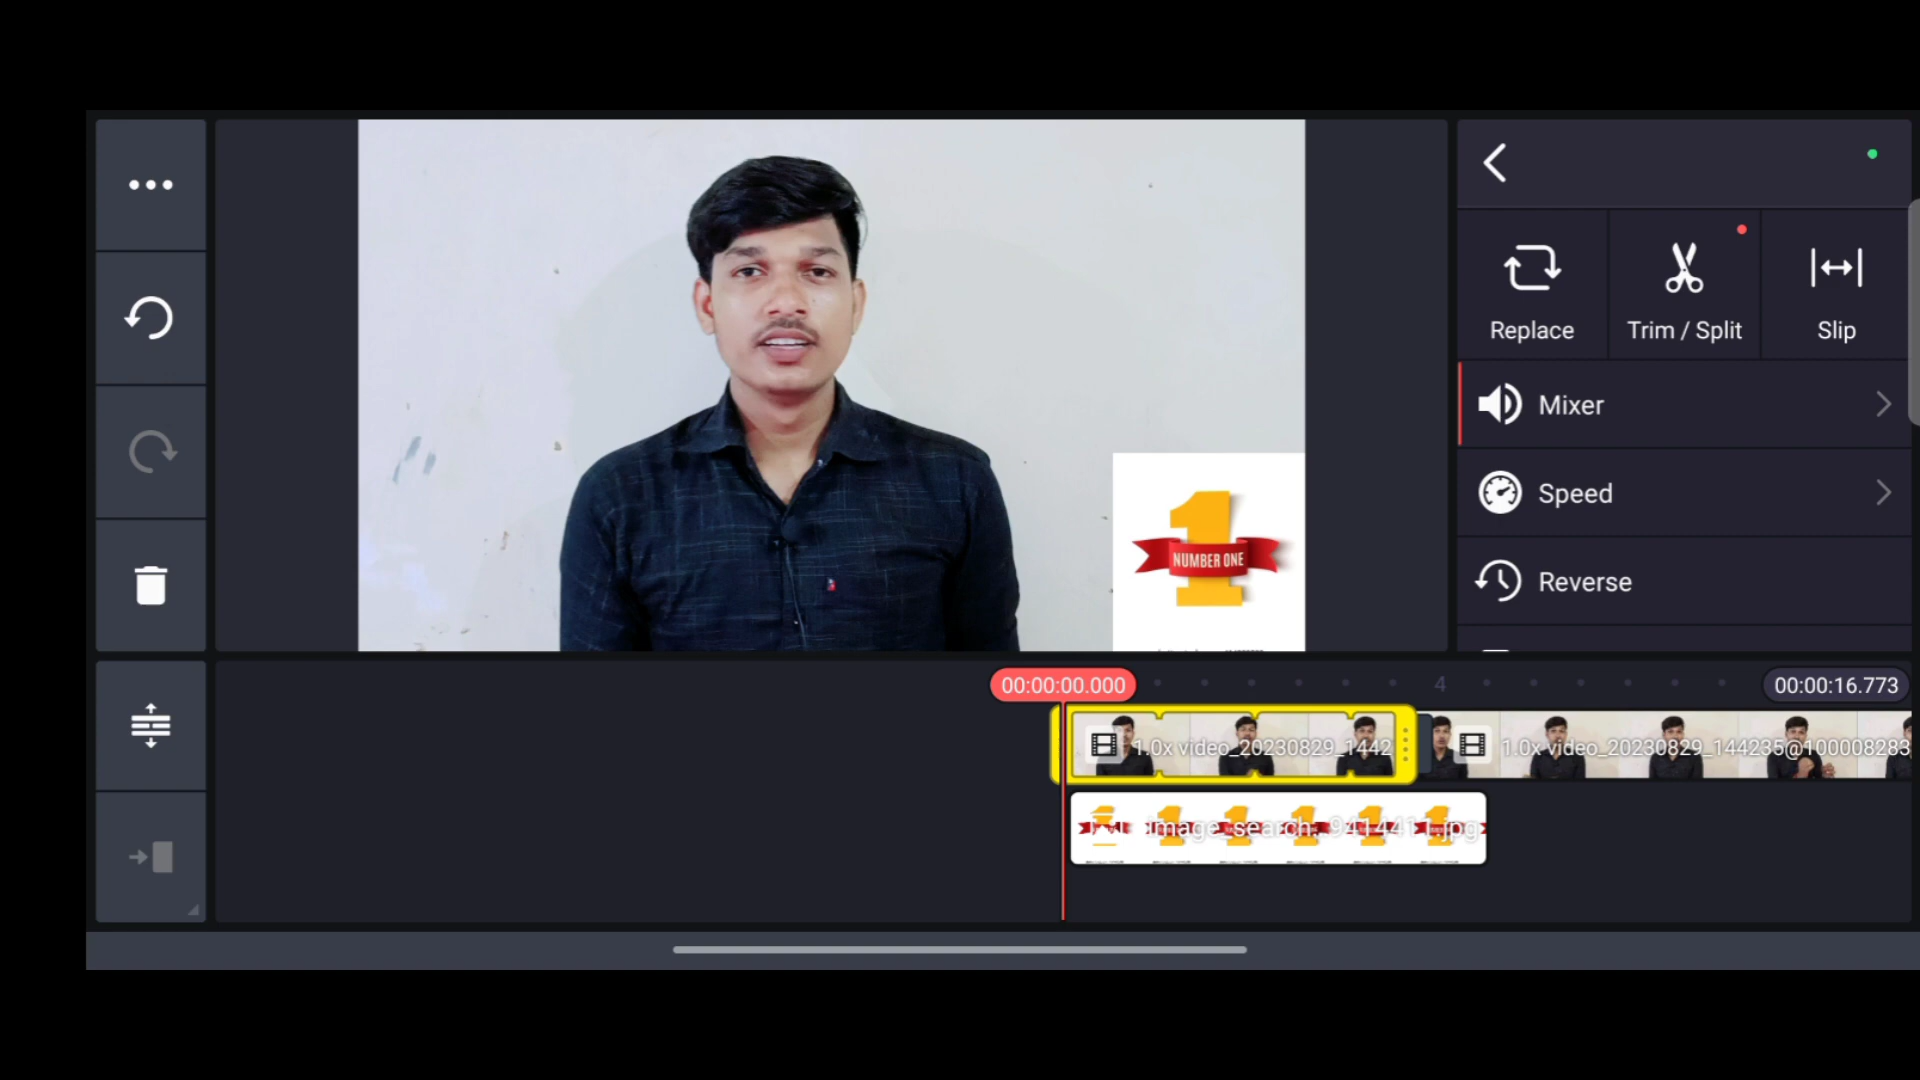 Replace
Trim / Split
Slip
Mixer
Speed
NUMBER ONE
Reverse
00:00:00.000
4
00:00:16.773
1.0x video_20230829_1442
1.0x video_20230829_144235@100008283
image_search_9414411.jpg